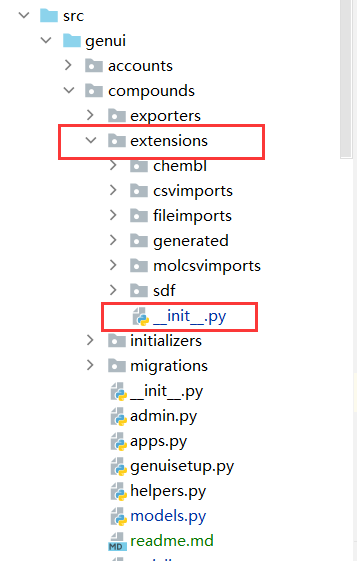 src
genui
accounts
compounds
exporters
extensions
chembl
csvimports
fileimports
generated
molcsvimports
sdf
__init__.py
initializers
migrations
__init__.py
admin.py
apps.py
genuisetup.py
helpers.py
models.py
MD readme.md